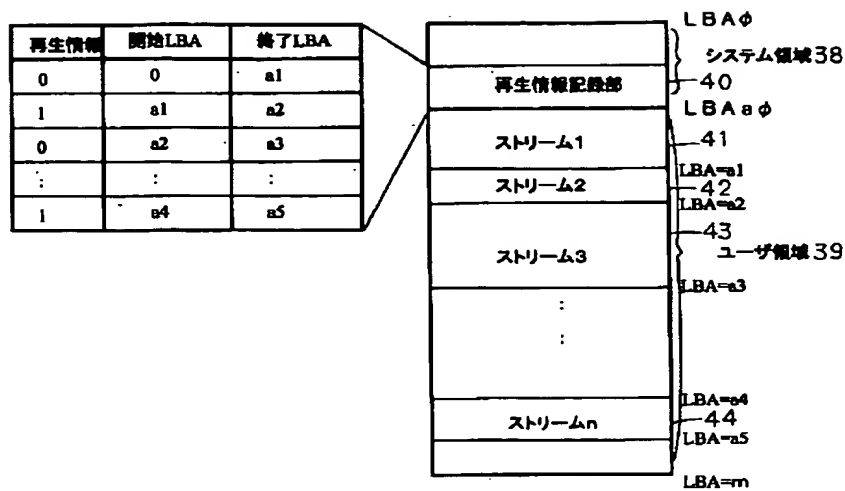 再生情報 開始LBA 終了LBA
0 0 a1
1 a1 a2
0 a2 a3
: : :
1 a4 a5
LBAφ
システム領域38
再生情報記録部
40
LBAaφ
ストリーム1
41
LBA=a1
ストリーム2
42
LBA=a2
43
ストリーム3
ユーザ領域39
LBA=a3
:
:
LBA=a4
ストリームn
44
LBA=a5
LBA=m